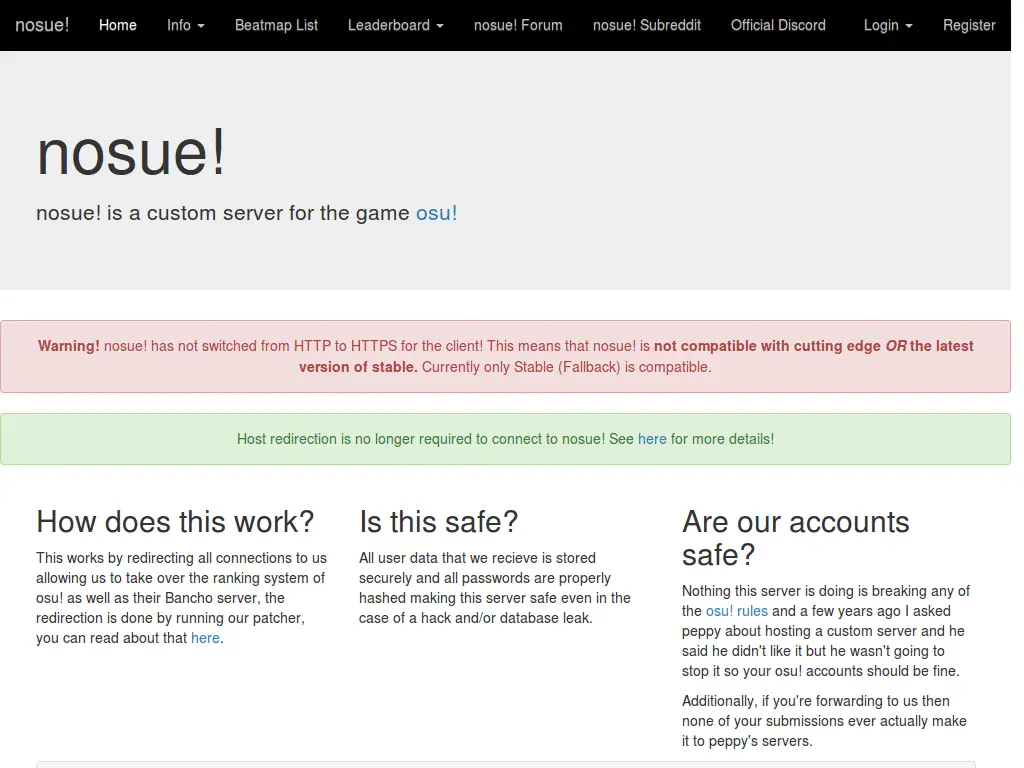 nosue! Home Info Beatmap List Leaderboard nosue! Forum nosue! Subreddit Official Discord Login Register
nosue!
nosue! is a custom server for the game osu!
Warning! nosue! has not switched from HTTP to HTTPS for the client! This means that nosue! is not compatible with cutting edge OR the latest
version of stable. Currently only Stable (Fallback) is compatible.
Host redirection is no longer required to connect to nosue! See here for more details!
How does this work?
This works by redirecting all connections to us
allowing us to take over the ranking system of
osu! as well as their Bancho server, the
redirection is done by running our patcher,
you can read about that here.
Is this safe?
All user data that we recieve is stored
securely and all passwords are properly
hashed making this server safe even in the
case of a hack and/or database leak.
Are our accounts
safe?
Nothing this server is doing is breaking any of
the osu! rules and a few years ago I asked
peppy about hosting a custom server and he
said he didn't like it but he wasn't going to
stop it so your osu! accounts should be fine.
Additionally, if you're forwarding to us then
none of your submissions ever actually make
it to peppy's servers.